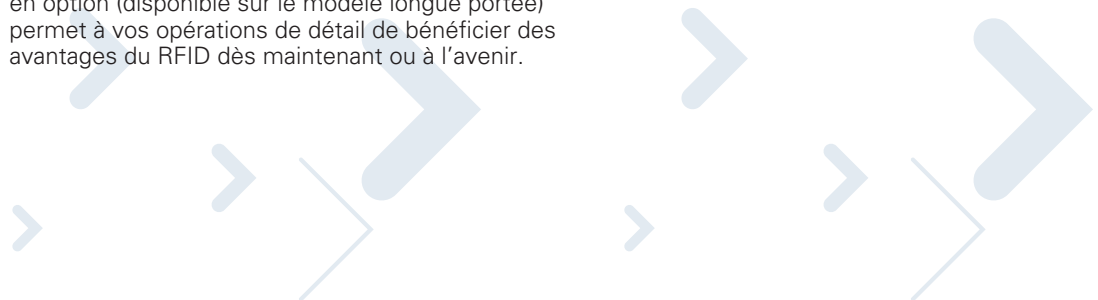 en option (disponible sur le modèle longue portée)
permet à vos opérations de détail de bénéficier des
avantages du RFID dès maintenant ou à l’avenir.